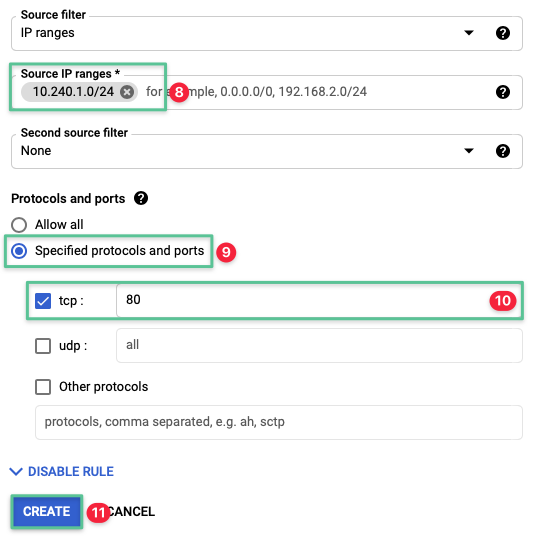 Source filter
IP ranges
Source IP ranges *
10.240.1.0/24 8 for example, 0.0.0.0/0, 192.168.2.0/24
Second source filter
None
Protocols and ports
Allow all
Specified protocols and ports 9
tcp : 80 10
udp : all
Other protocols
protocols, comma separated, e.g. ah, sctp
DISABLE RULE
CREATE 11 CANCEL